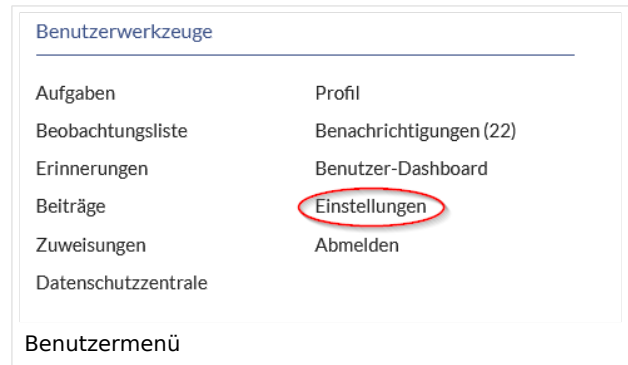 Benutzerwerkzeuge
Aufgaben
Beobachtungsliste
Erinnerungen
Beiträge
Zuweisungen
Datenschutzzentrale
Profil
Benachrichtigungen (22)
Benutzer-Dashboard
Einstellungen
Abmelden
Benutzermenü